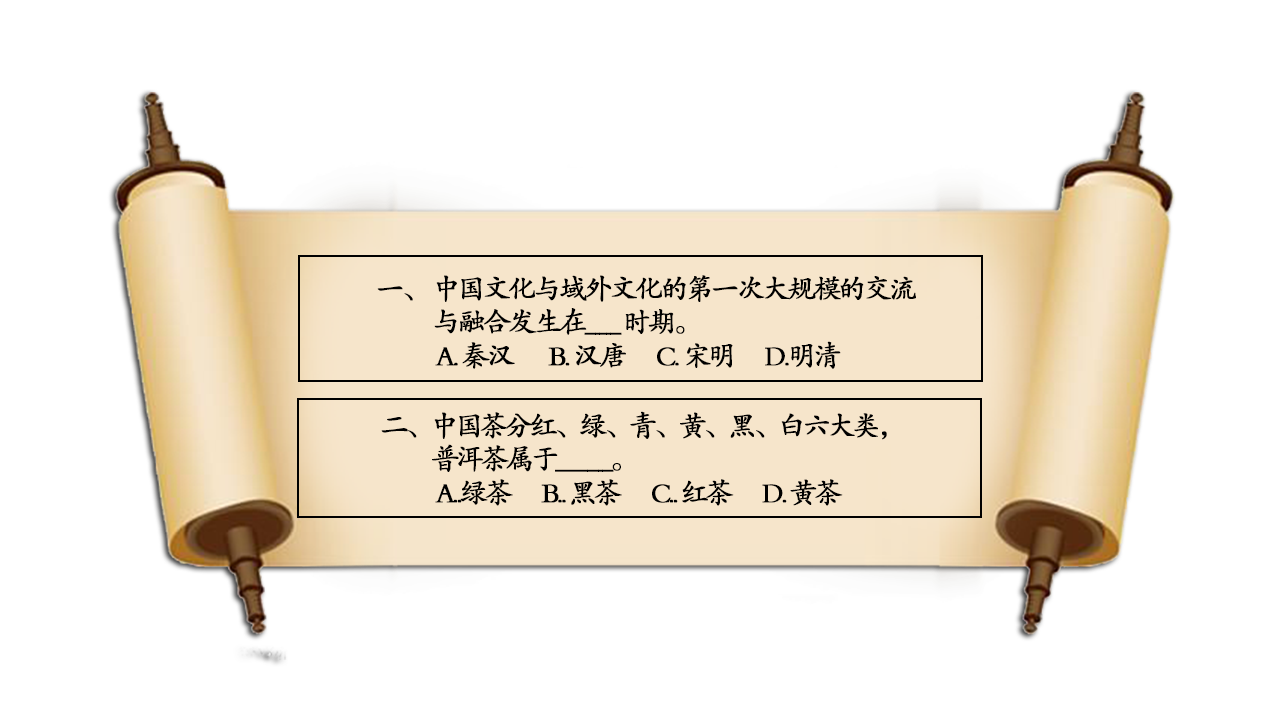 一、中国文化与域外文化的第一次大规模的交流
与融合发生在___时期。
A. 秦汉 B. 汉唐 C. 宋明 D.明清
二、中国茶分红、绿、青、黄、黑、白六大类，
普洱茶属于_____。
A..绿茶 B.. 黑茶 C.. 红茶 D. 黄茶